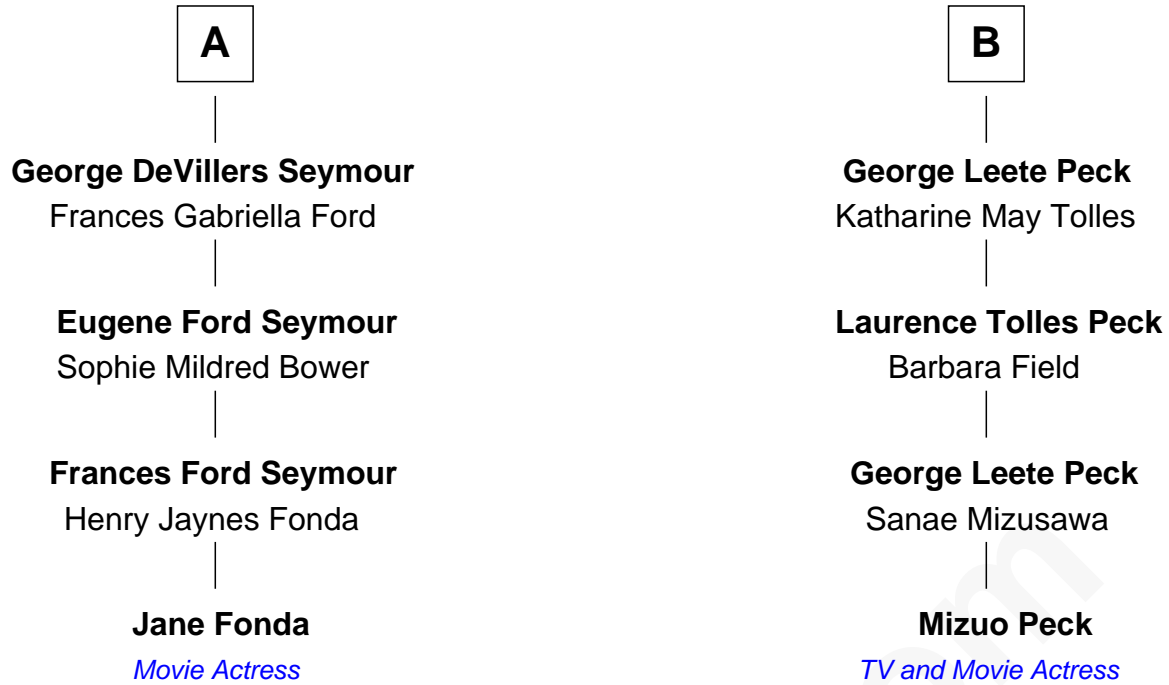 A
George DeVillers Seymour
Frances Gabriella Ford
Eugene Ford Seymour
Sophie Mildred Bower
Frances Ford Seymour
Henry Jaynes Fonda
Jane Fonda
Movie Actress
B
George Leete Peck
Katharine May Tolles
Laurence Tolles Peck
Barbara Field
George Leete Peck
Sanae Mizusawa
Mizuo Peck
TV and Movie Actress